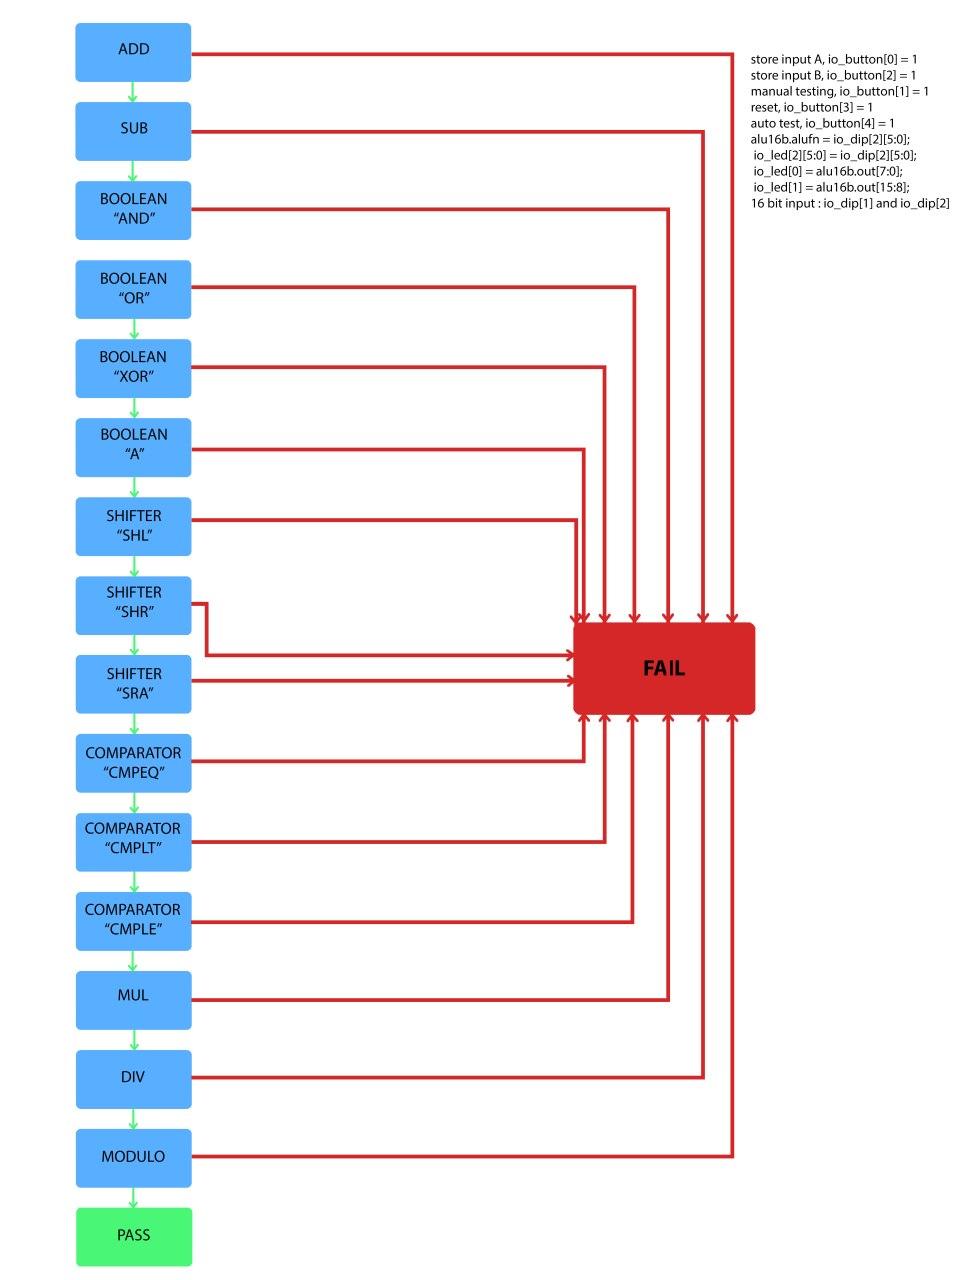 ADD
SUB
BOOLEAN
“AND”
BOOLEAN
“OR”
BOOLEAN
“XOR”
BOOLEAN
“A”
SHIFTER
“SHL”
SHIFTER
“SHR”
SHIFTER
“SRA”
COMPARATOR
“CMPEQ”
COMPARATOR
“CMPLT”
COMPARATOR
“CMPLE”
MUL
DIV
MODULO
PASS
FAIL
store input A, io_button[0] = 1
store input B, io_button[2] = 1
manual testing, io_button[1] = 1
reset, io_button[3] = 1
auto test, io_button[4] = 1
alu16b.alufn = io_dip[2][5:0];
io_led[2][5:0] = io_dip[2][5:0];
io_led[0] = alu16b.out[7:0];
io_led[1] = alu16b.out[15:8];
16 bit input : io_dip[1] and io_dip[2]